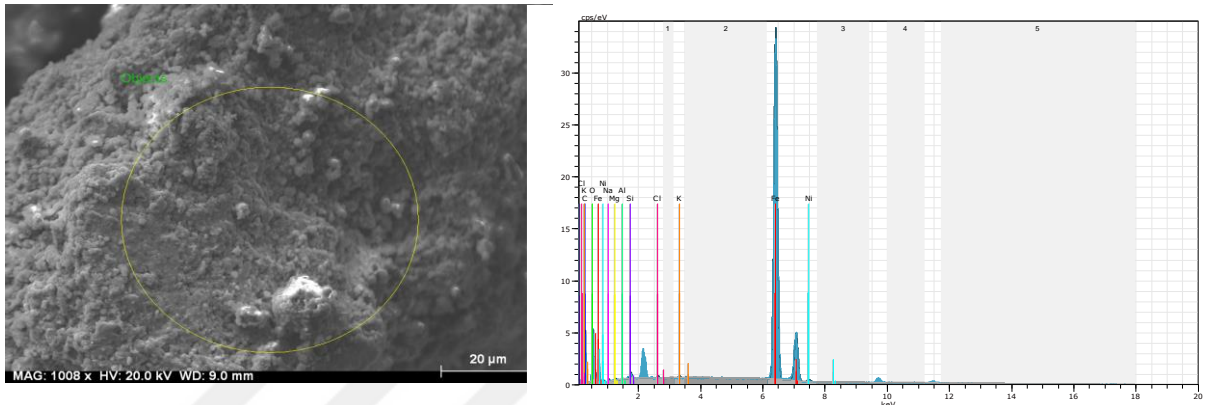 Objects
MAG: 1008 x HV: 20.0 kV WD: 9.0 mm
20 µm
cps/eV
1 2 3 4 5
30
25
20
15
10
5
0
Cl Ni
K O Na Al
C Fe Mg Si Cl K Fe Ni
2 4 6 8 10 12 14 16 18 20
keV